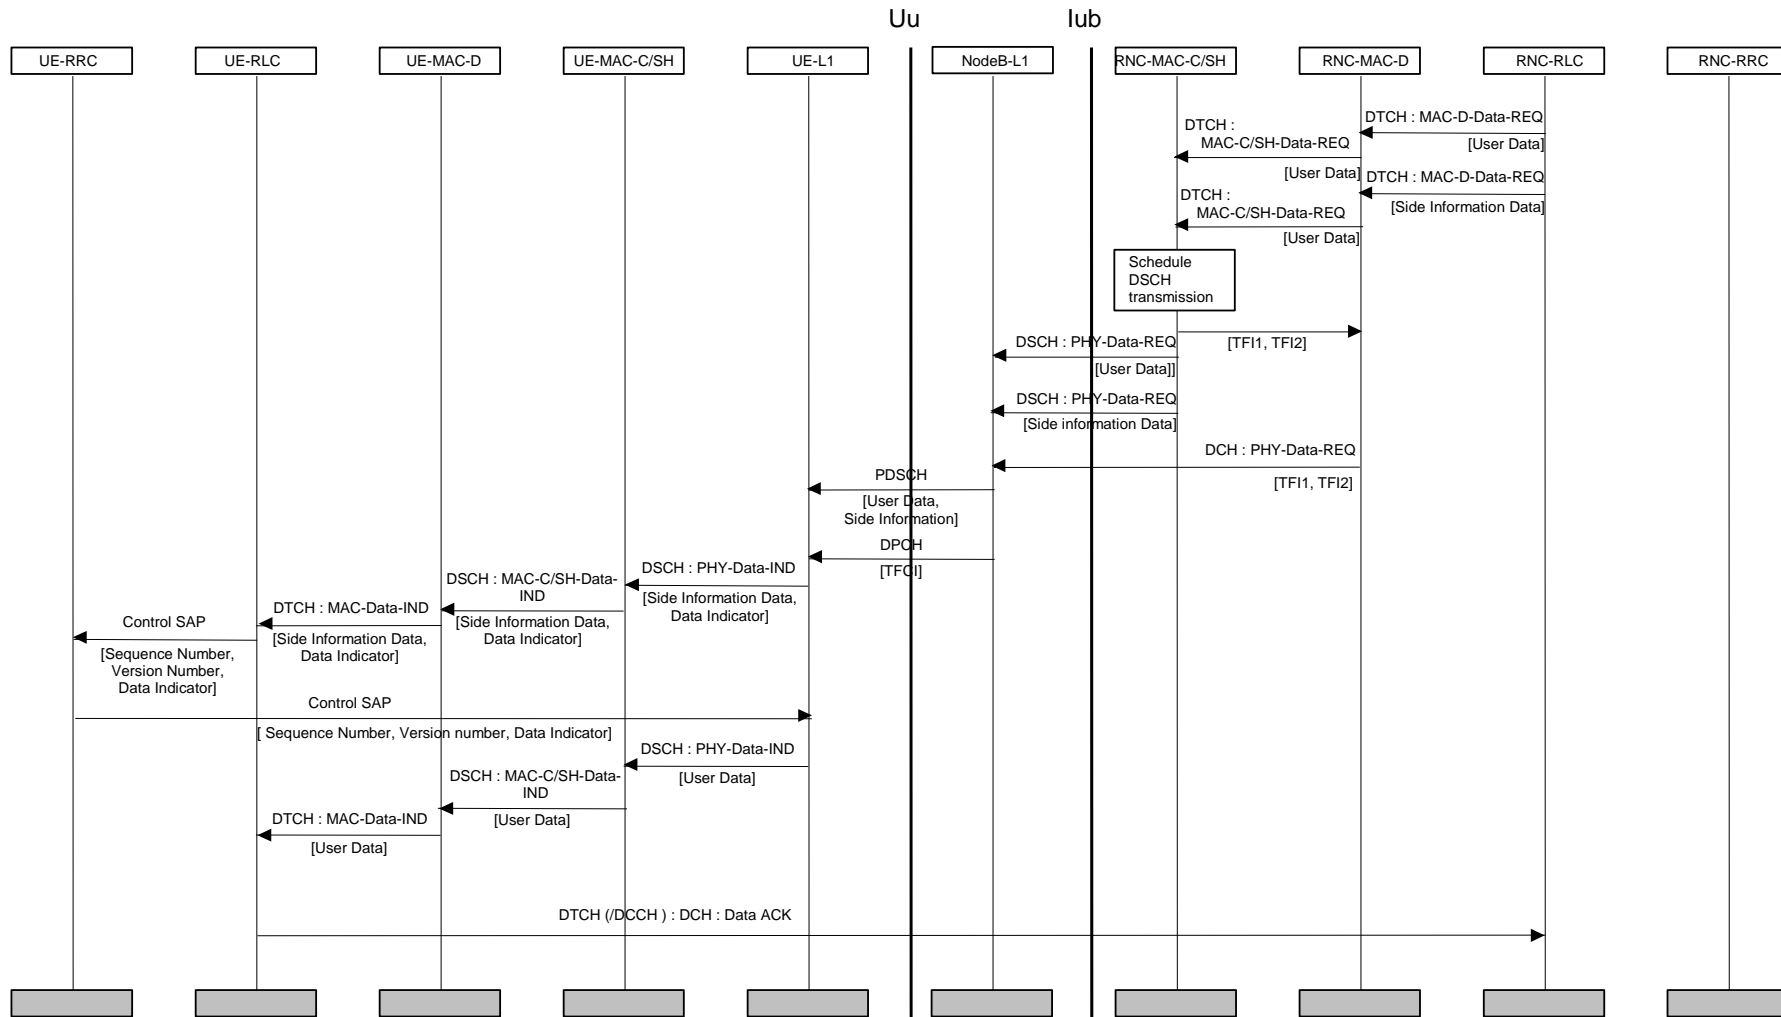 Uu
Iub
UE-RRC
UE-RLC
UE-MAC-D
UE-MAC-C/SH
UE-L1
NodeB-L1
RNC-MAC-C/SH
RNC-MAC-D
RNC-RLC
RNC-RRC
DTCH : MAC-D-Data-REQ
[User Data]
DTCH :
MAC-C/SH-Data-REQ
[User Data]
DTCH : MAC-D-Data-REQ
[Side Information Data]
DTCH :
MAC-C/SH-Data-REQ
[User Data]
Schedule
DSCH
transmission
[TFI1, TFI2]
DSCH : PHY-Data-REQ
[User Data]]
DSCH : PHY-Data-REQ
[Side information Data]
DCH : PHY-Data-REQ
[TFI1, TFI2]
PDSCH
[User Data,
Side Information]
DPCH
[TFCI]
DSCH : PHY-Data-IND
[Side Information Data,
Data Indicator]
DSCH : MAC-C/SH-Data-
IND
[Side Information Data,
Data Indicator]
DTCH : MAC-Data-IND
[Side Information Data,
Data Indicator]
Control SAP
[Sequence Number,
Version Number,
Data Indicator]
Control SAP
[ Sequence Number, Version number, Data Indicator]
DSCH : PHY-Data-IND
[User Data]
DSCH : MAC-C/SH-Data-
IND
[User Data]
DTCH : MAC-Data-IND
[User Data]
DTCH (/DCCH ) : DCH : Data ACK